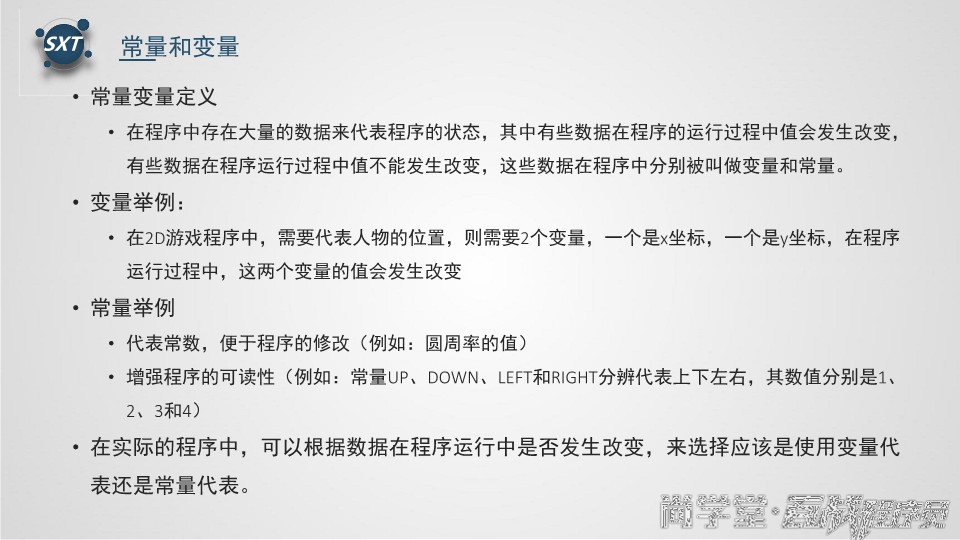 SXT
常量和变量
• 常量变量定义
• 在程序中存在大量的数据来代表程序的状态，其中有些数据在程序的运行过程中值会发生改变，
有些数据在程序运行过程中值不能发生改变，这些数据在程序中分别被叫做变量和常量。
• 变量举例：
• 在2D游戏程序中，需要代表人物的位置，则需要2个变量，一个是x坐标，一个是y坐标，在程序
运行过程中，这两个变量的值会发生改变
• 常量举例
• 代表常数，便于程序的修改（例如：圆周率的值）
• 增强程序的可读性（例如：常量UP、DOWN、LEFT和RIGHT分辨代表上下左右，其数值分别是1、
2、3和4）
• 在实际的程序中，可以根据数据在程序运行中是否发生改变，来选择应该是使用变量代
表还是常量代表。
尚学堂·